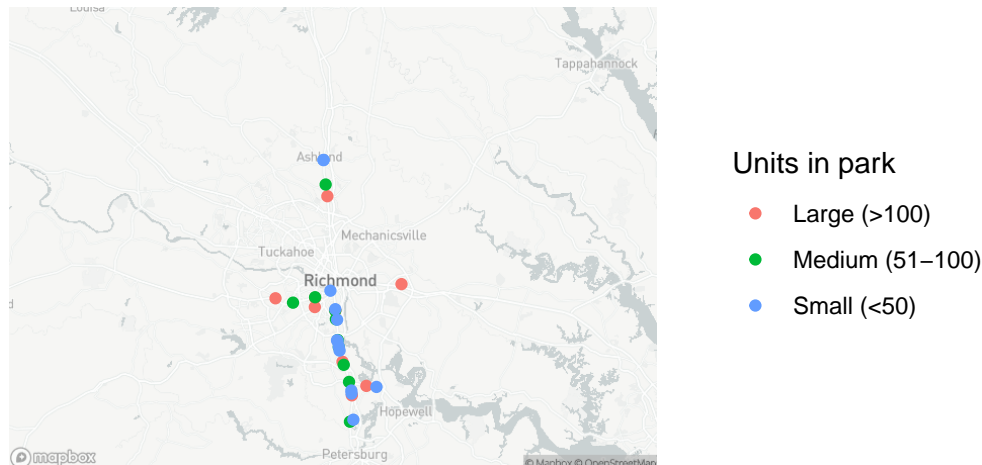 Louisa
Tappahannock
Ashland
Mechanicsville
Tuckahoe
Richmond
Hopewell
Petersburg
mapbox
© Mapbox © OpenStreetMap
Units in park
Large (>100)
Medium (51−100)
Small (<50)